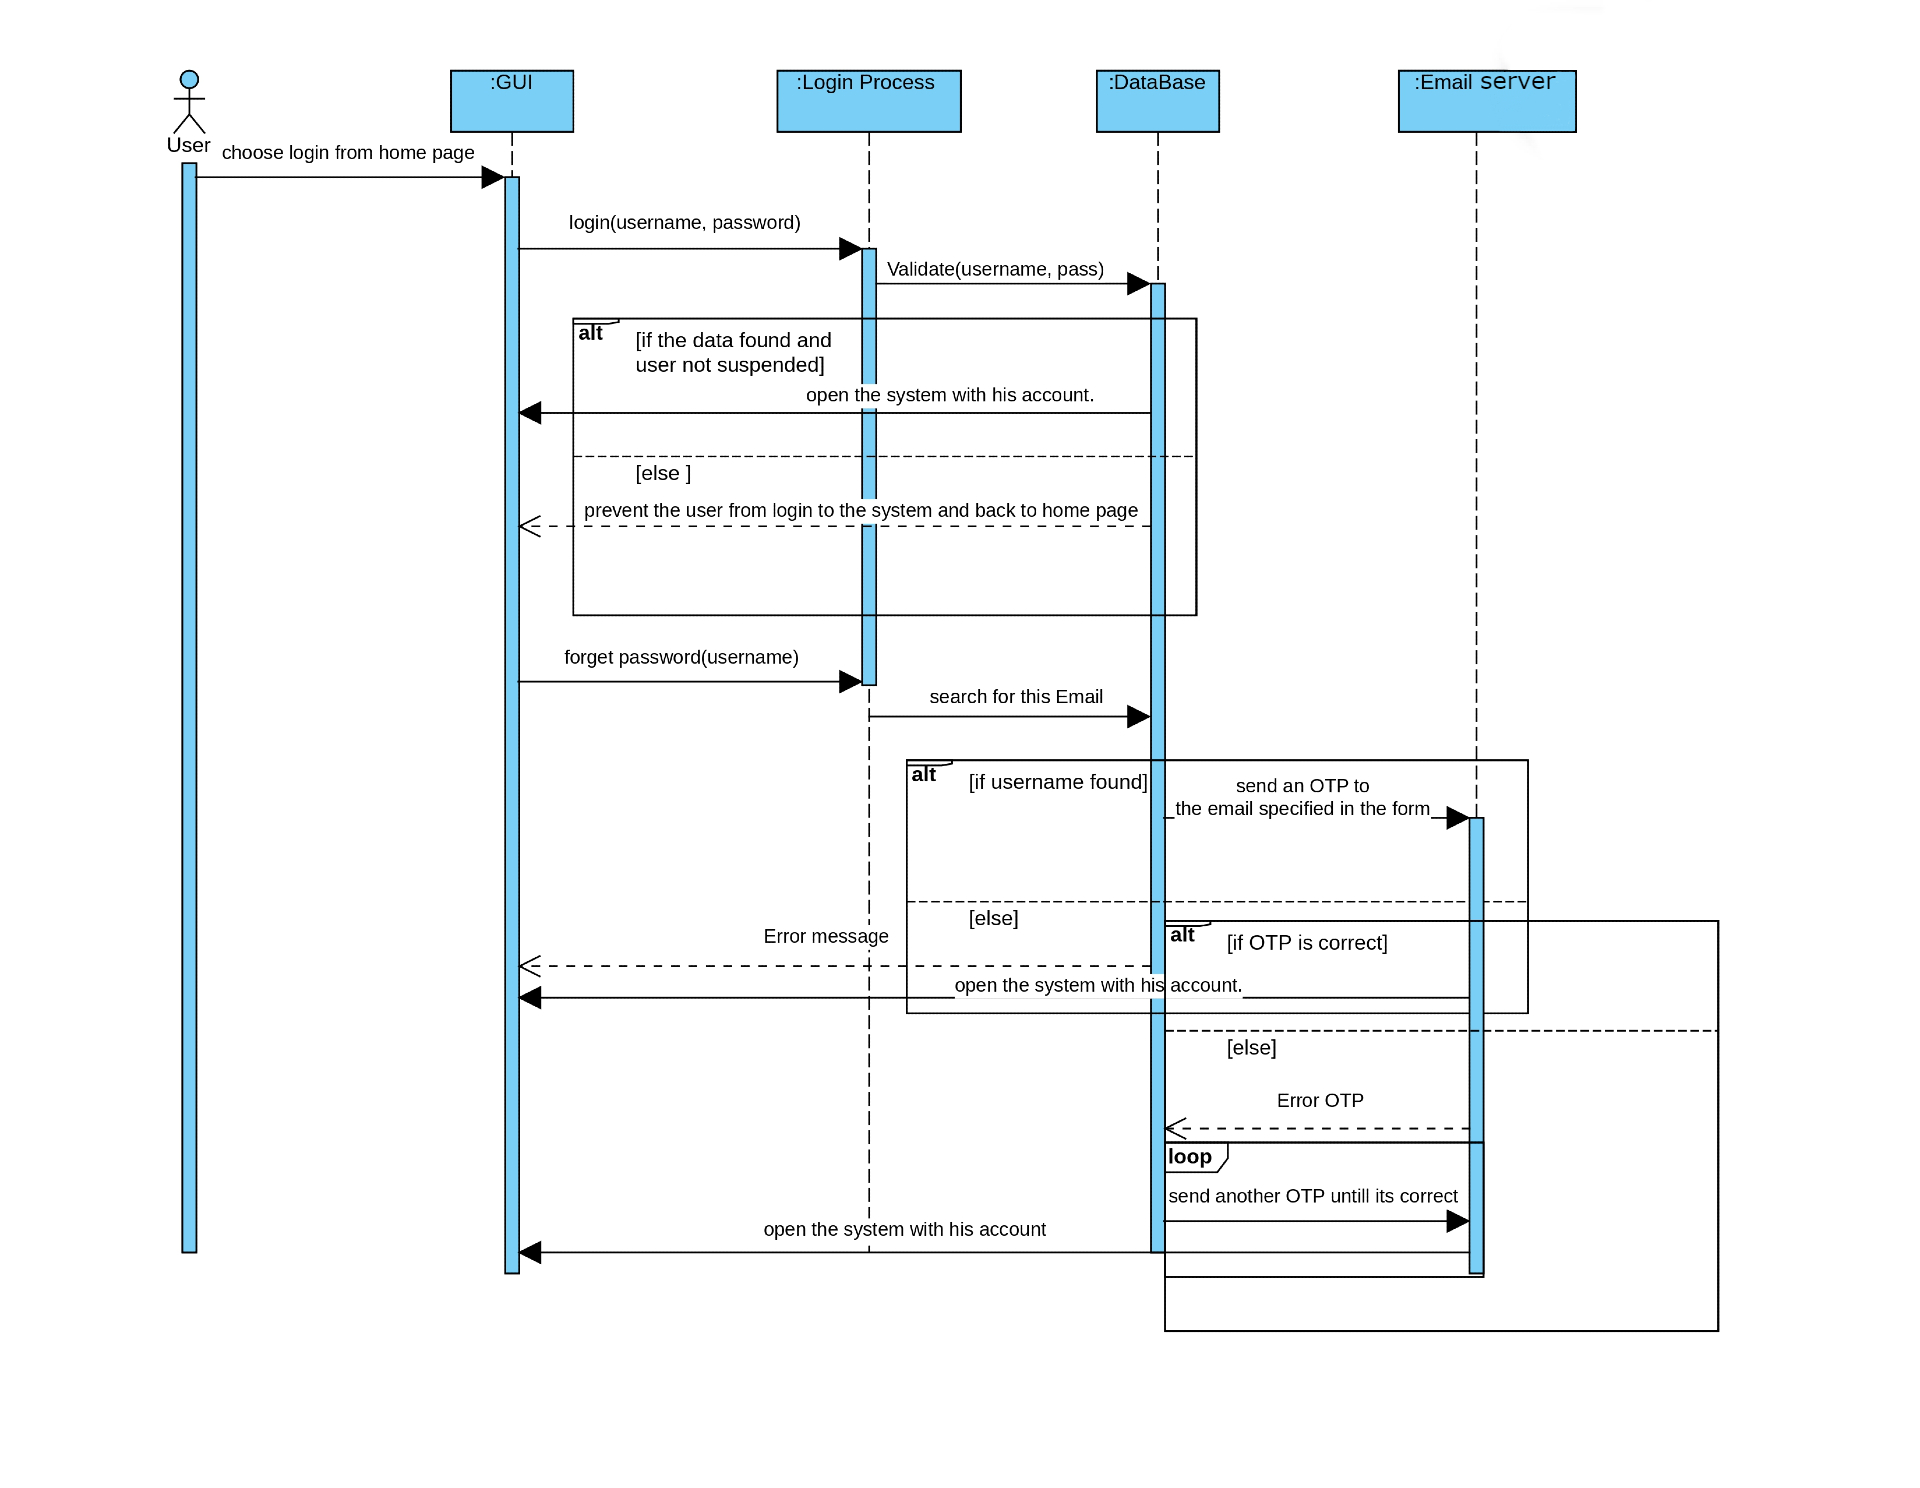 :GUI
:Login Process
:DataBase
:Email server
User
choose login from home page
login(username, password)
Validate(username, pass)
alt
[if the data found and
user not suspended]
open the system with his account.
[else ]
prevent the user from login to the system and back to home page
forget password(username)
search for this Email
alt
[if username found]
send an OTP to
the email specified in the form
[else]
Error message
alt
[if OTP is correct]
open the system with his account.
[else]
Error OTP
loop
send another OTP untill its correct
open the system with his account